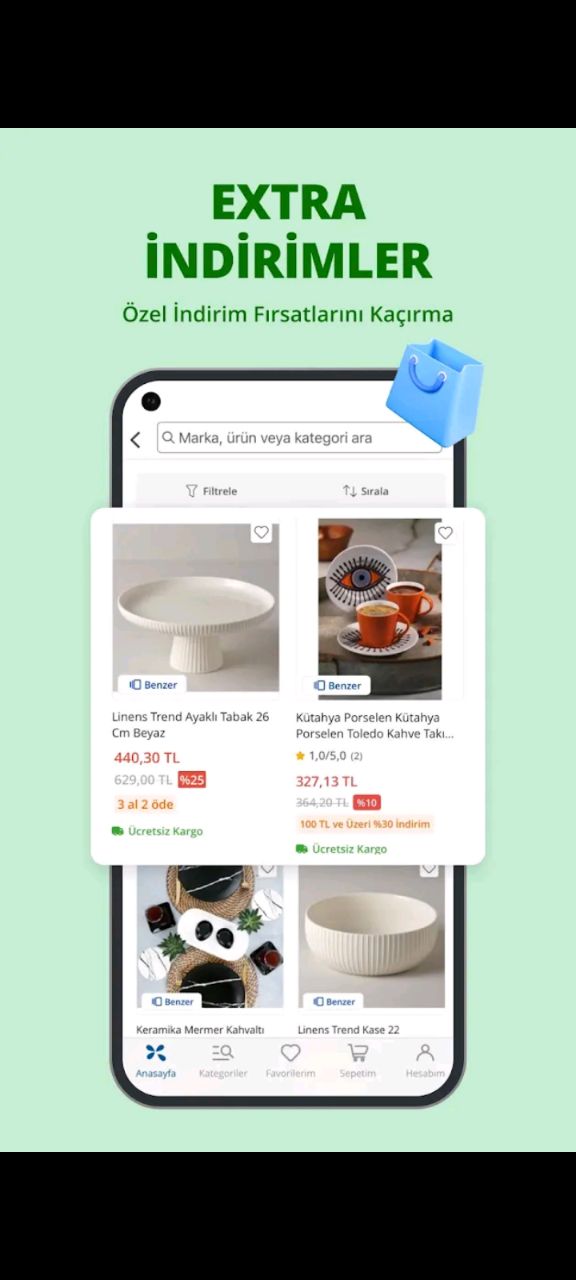 EXTRA
İNDİRİMLER
Özel İndirim Fırsatlarını Kaçırma
Marka, ürün veya kategori ara
Filtrele
Sırala
Benzer
Linens Trend Ayaklı Tabak 26
Cm Beyaz
440,30 TL
629,00 TL %25
3 al 2 öde
Ücretsiz Kargo
Benzer
Kütahya Porselen Kütahya
Porselen Toledo Kahve Takı...
1,0/5,0 (2)
327,13 TL
364,20 TL %10
100 TL ve Üzeri %30 İndirim
Ücretsiz Kargo
Benzer
Keramika Mermer Kahvaltı
Benzer
Linens Trend Kase 22
Anasayfa
Kategoriler
Favorilerim
Sepetim
Hesabım